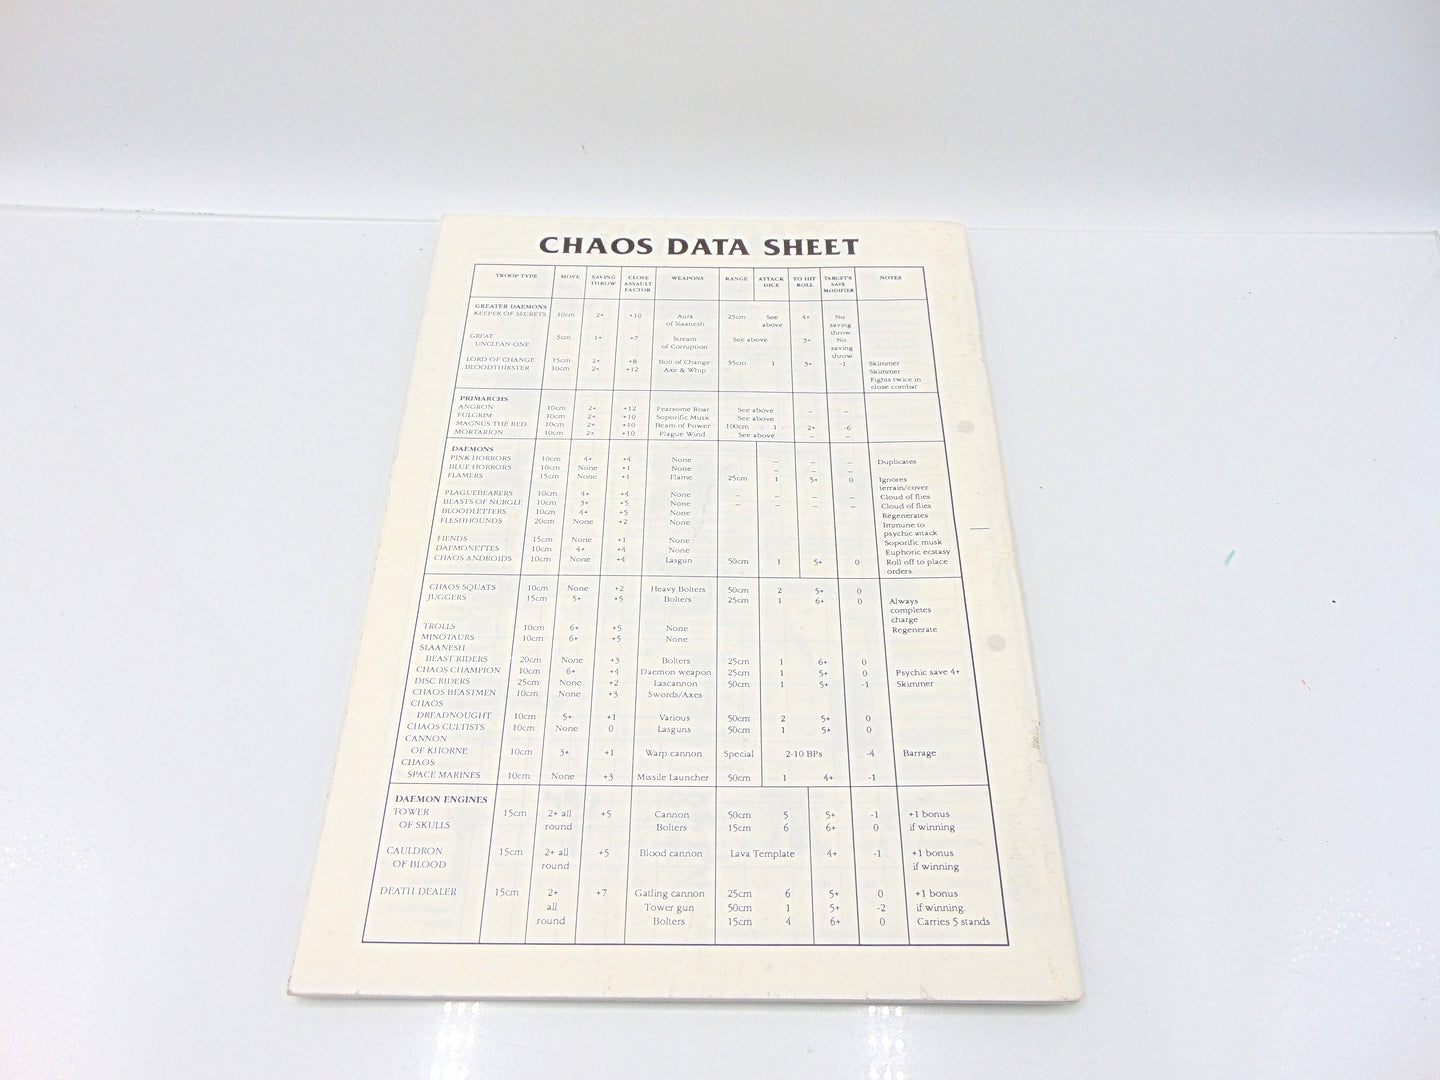 CHAOS DATA SHEET
TROOP TYPE MOVE SAVING THROW CLOSE ASSAULT FACTOR WEAPONS RANGE ATTACK DICE TO HIT ROLL TARGET'S SAVE MODIFIER NOTES
GREATER DAEMONS
KEEPER OF SECRETS 10cm 2+ +10 Aura of Slaanesh 25cm See above 4+ No saving throw
GREAT UNCLEAN ONE 5cm 1+ +7 Stream of Corruption See above 3+ No saving throw
LORD OF CHANGE 15cm 2+ +8 Bolt of Change 35cm 1 3+ -1 Skimmer
BLOODTHIRSTER 10cm 2+ +12 Axe & Whip Skimmer
Fights twice in
close combat
PRIMARCHS
ANGRON 10cm 2+ +12 Fearsome Roar See above – –
FULGRIM 10cm 2+ +10 Soporific Musk See above
MAGNUS THE RED 10cm 2+ +10 Beam of Power 100cm 1 2+ -6
MORTARION 10cm 2+ +10 Plague Wind See above – –
DAEMONS
PINK HORRORS 10cm 4+ +4 None – – – Duplicates
BLUE HORRORS 10cm None +1 None – – –
FLAMERS 15cm None +1 Flame 25cm 1 5+ 0 Ignores
terrain/cover
PLAGUEBEARERS 10cm 4+ +4 None – – – – Cloud of flies
BEASTS OF NURGLE 10cm 3+ +5 None – – – – Cloud of flies
BLOODLETTERS 10cm 4+ +5 None Regenerates
FLESHHOUNDS 20cm None +2 None Immune to
psychic attack
FIENDS 15cm None +1 None Soporific musk
DAEMONETTES 10cm 4+ +4 None Euphoric ecstasy
CHAOS ANDROIDS 10cm None +4 Lasgun 50cm 1 5+ 0 Roll off to place
orders.
CHAOS SQUATS 10cm None +2 Heavy Bolters 50cm 2 5+ 0
JUGGERS 15cm 5+ +5 Bolters 25cm 1 6+ 0 Always
completes
charge
TROLLS 10cm 6+ +5 None Regenerate
MINOTAURS 10cm 6+ +5 None
SLAANESH
BEAST RIDERS 20cm None +3 Bolters 25cm 1 6+ 0
CHAOS CHAMPION 10cm 6+ +4 Daemon weapon 25cm 1 5+ 0 Psychic save 4+
DISC RIDERS 25cm None +2 Lascannon 50cm 1 5+ -1 Skimmer
CHAOS BEASTMEN 10cm None +3 Swords/Axes
CHAOS
DREADNOUGHT 10cm 5+ +1 Various 50cm 2 5+ 0
CHAOS CULTISTS 10cm None 0 Lasguns 50cm 1 5+ 0
CANNON
OF KHORNE 10cm 3+ +1 Warp cannon Special 2-10 BPs -4 Barrage
CHAOS
SPACE MARINES 10cm None +3 Missile Launcher 50cm 1 4+ -1
DAEMON ENGINES
TOWER 15cm 2+ all +5 Cannon 50cm 5 5+ -1 +1 bonus
OF SKULLS round Bolters 15cm 6 6+ 0 if winning
CAULDRON 15cm 2+ all +5 Blood cannon Lava Template 4+ -1 +1 bonus
OF BLOOD round if winning
DEATH DEALER 15cm 2+ +7 Gatling cannon 25cm 6 5+ 0 +1 bonus
all Tower gun 50cm 1 5+ -2 if winning.
round Bolters 15cm 4 6+ 0 Carries 5 stands